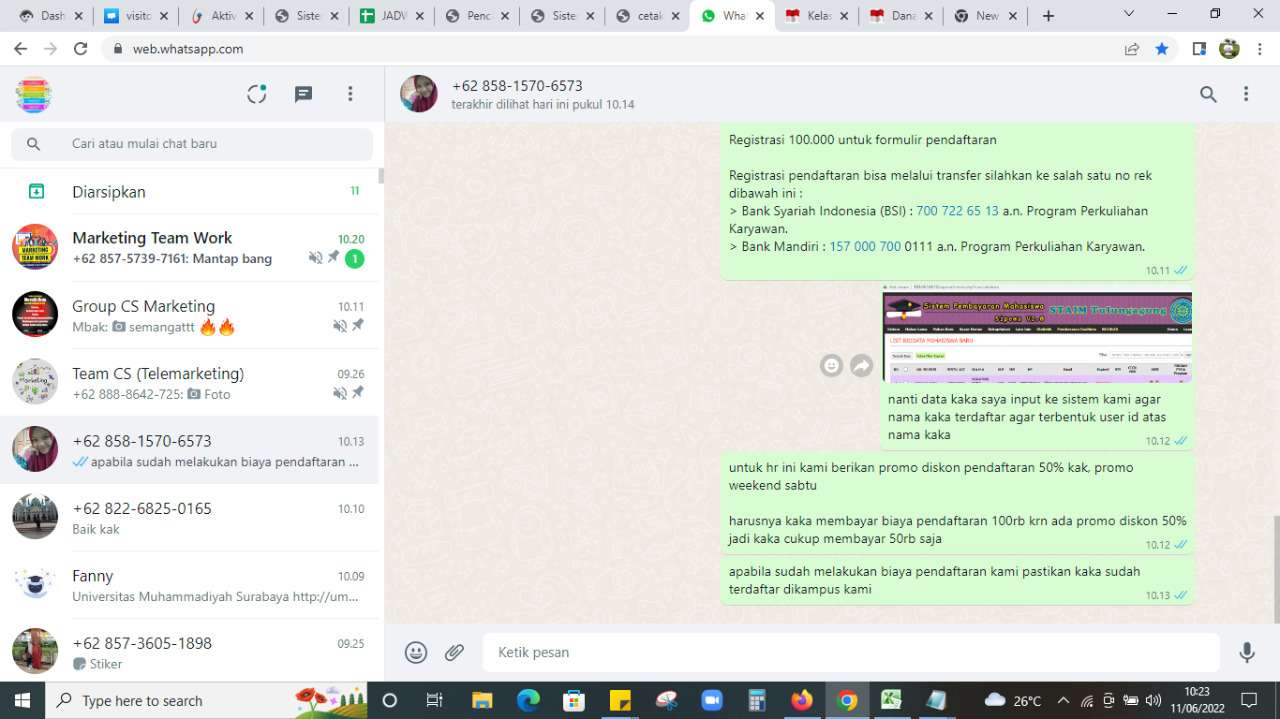 Dash
visito
Aktiv
Siste
JADW
Penca
Siste
cetak
Wha
Kelas
Dana
New
web.whatsapp.com
+62 858-1570-6573
terakhir dilihat hari ini pukul 10.14
Cari atau mulai chat baru
Diarsipkan 11
Marketing Team Work 10.20
+62 857-5739-7161: Mantap bang 1
Group CS Marketing 10.11
Mbak: semangattt
Team CS (Telemarketing) 09.26
+62 888-8642-725: Foto
+62 858-1570-6573 10.13
apabila sudah melakukan biaya pendaftaran ...
+62 822-6825-0165 10.10
Baik kak
Fanny 10.09
Universitas Muhammadiyah Surabaya http://um...
+62 857-3605-1898 09.25
Stiker
Registrasi 100.000 untuk formulir pendaftaran
Registrasi pendaftaran bisa melalui transfer silahkan ke salah satu no rek
dibawah ini :
> Bank Syariah Indonesia (BSI) : 700 722 65 13 a.n. Program Perkuliahan
Karyawan.
> Bank Mandiri : 157 000 700 0111 a.n. Program Perkuliahan Karyawan.
10.11
Sistem Pembayaran Mahasiswa
Sipema V1.0
STAIM Tulungagung
LIST BIODATA MAHASISWA BARU
nanti data kaka saya input ke sistem kami agar
nama kaka terdaftar agar terbentuk user id atas
nama kaka
10.12
untuk hr ini kami berikan promo diskon pendaftaran 50% kak, promo
weekend sabtu
harusnya kaka membayar biaya pendaftaran 100rb krn ada promo diskon 50%
jadi kaka cukup membayar 50rb saja
10.12
apabila sudah melakukan biaya pendaftaran kami pastikan kaka sudah
terdaftar dikampus kami
10.13
Ketik pesan
Type here to search
26°C
10:23
11/06/2022